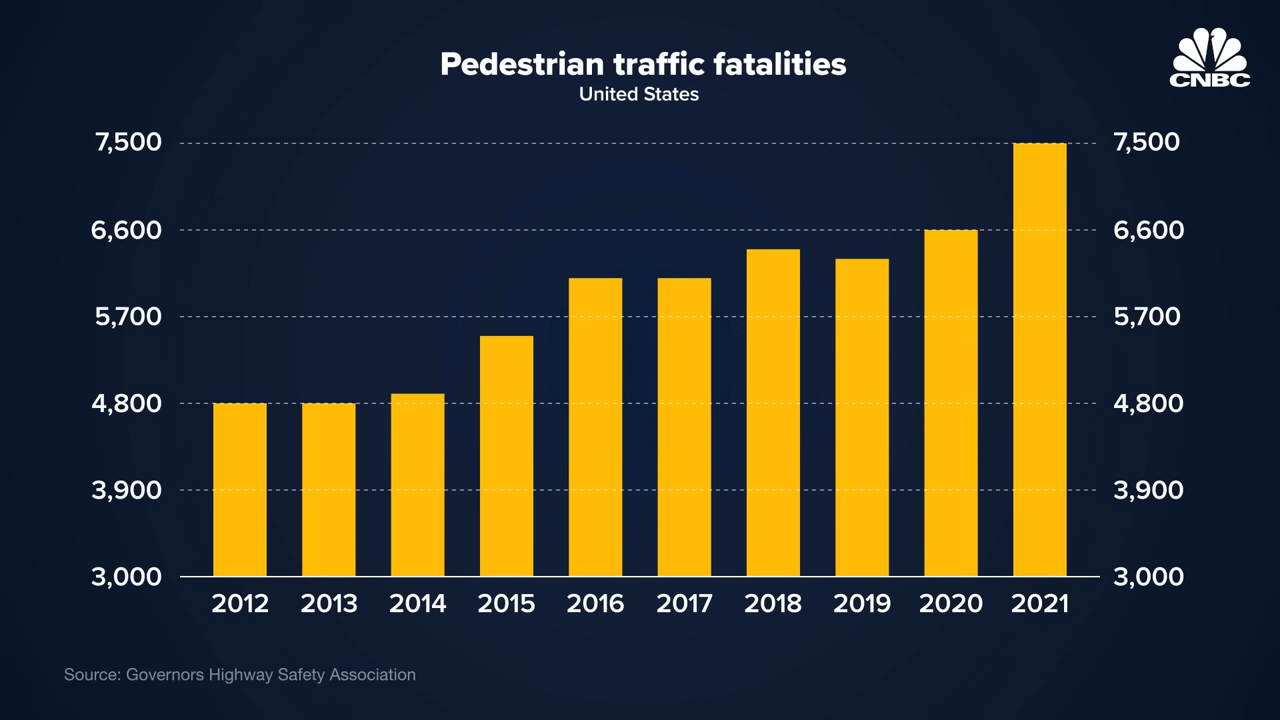 CNBC
Pedestrian traffic fatalities
United States
7,500 7,500
6,600 6,600
5,700 5,700
4,800 4,800
3,900 3,900
3,000 3,000
2012 2013 2014 2015 2016 2017 2018 2019 2020 2021
Source: Governors Highway Safety Association